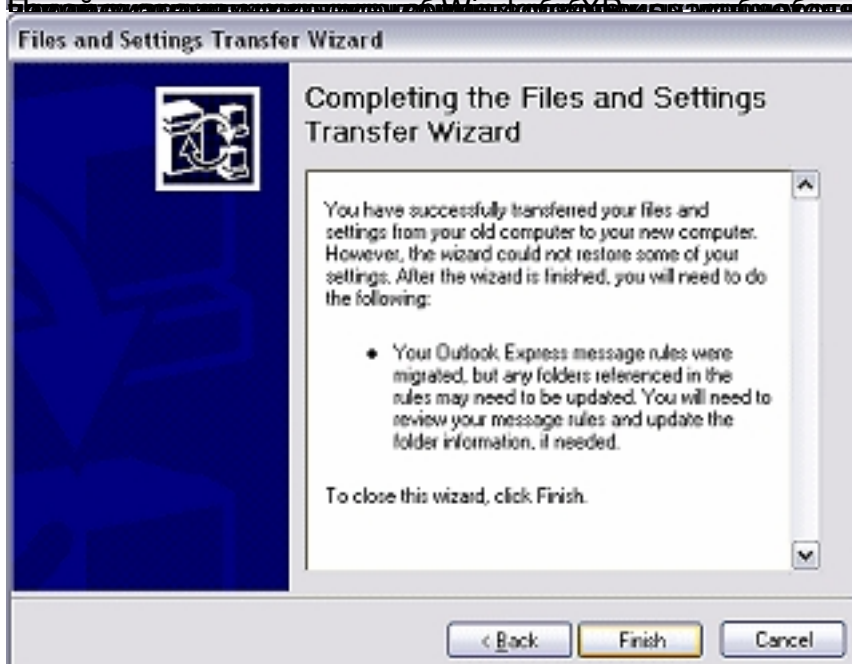 Files and Settings Transfer Wizard
Completing the Files and Settings
Transfer Wizard
You have successfully transferred your files and
settings from your old computer to your new computer.
However, the wizard could not restore some of your
settings. After the wizard is finished, you will need to do
the following:
● Your Outlook Express message rules were
migrated, but any folders referenced in the
rules may need to be updated. You will need to
review your message rules and update the
folder information, if needed.
To close this wizard, click Finish.
< Back
Finish
Cancel